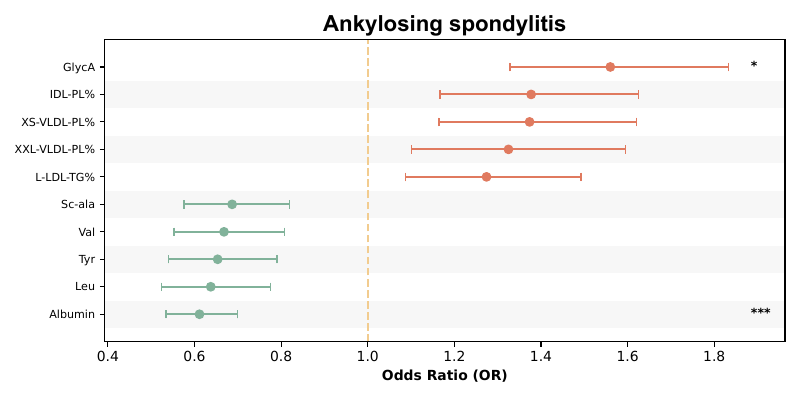 Ankylosing spondylitis
GlycA *
IDL-PL%
XS-VLDL-PL%
XXL-VLDL-PL%
L-LDL-TG%
Sc-ala
Val
Tyr
Leu
Albumin ***
0.4 0.6 0.8 1.0 1.2 1.4 1.6 1.8
Odds Ratio (OR)